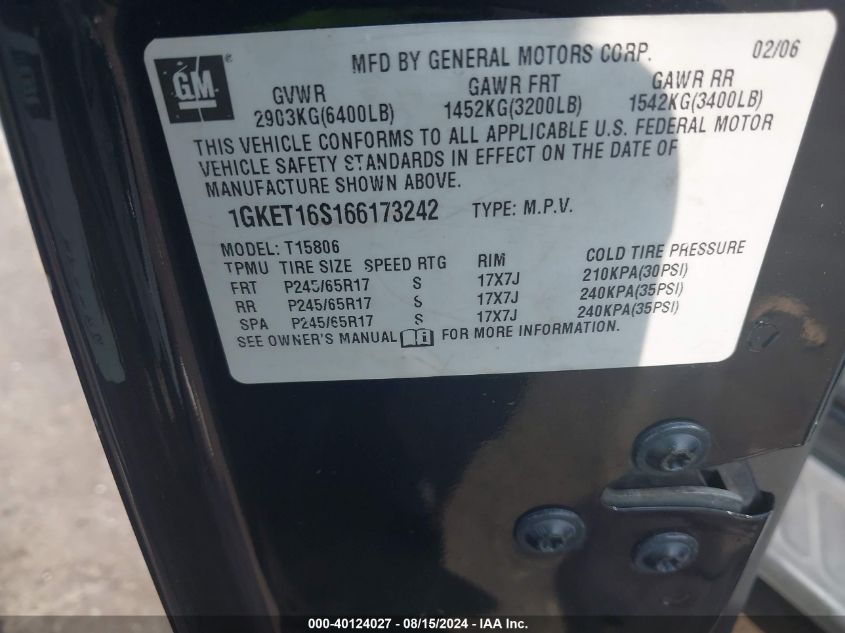 GM ®
MFD BY GENERAL MOTORS CORP. 02/06
GVWR GAWR FRT GAWR RR
2903KG(6400LB) 1452KG(3200LB) 1542KG(3400LB)
THIS VEHICLE CONFORMS TO ALL APPLICABLE U.S. FEDERAL MOTOR
VEHICLE SAFETY STANDARDS IN EFFECT ON THE DATE OF
MANUFACTURE SHOWN ABOVE.
1GKET16S166173242 TYPE: M.P.V.
MODEL: T15806
TPMU TIRE SIZE SPEED RTG RIM COLD TIRE PRESSURE
FRT P245/65R17 S 17X7J 210KPA(30PSI)
RR P245/65R17 S 17X7J 240KPA(35PSI)
SPA P245/65R17 S 17X7J 240KPA(35PSI)
SEE OWNER'S MANUAL FOR MORE INFORMATION.
000-40124027 - 08/15/2024 - IMPACT AUTO AUCTIONS, INC.